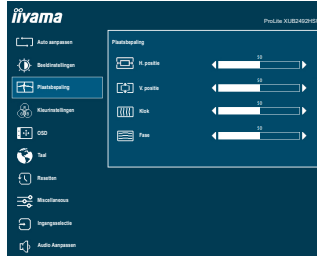 iiyama
ProLite XUB2492HS
Auto aanpassen
Beeldinstellingen
Plaatsbepaling
Kleurinstellingen
OSD
Taal
Resetten
Miscellaneous
Ingangsselectie
Audio Aanpassen
Plaatsbepaling
H. positie
50
V. positie
50
Klok
50
Fase
50